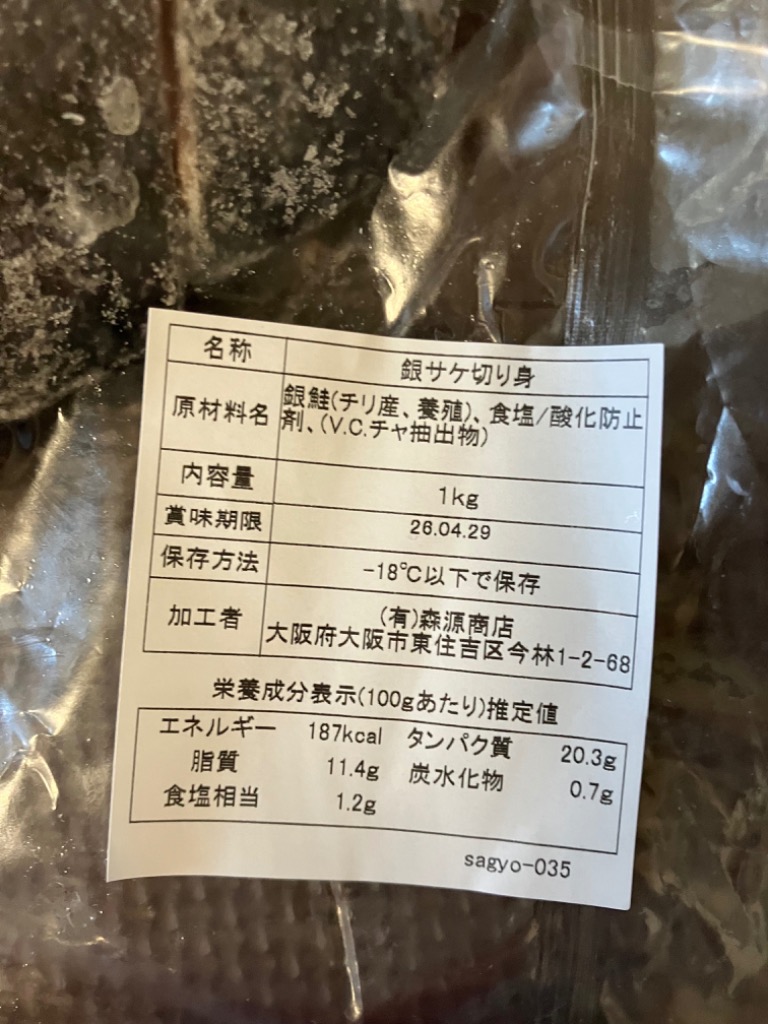 名称
銀サケ切り身
原材料名
銀鮭(チリ産、養殖)、食塩/酸化防止
剤、(V.C.チャ抽出物)
内容量
1kg
賞味期限
26.04.29
保存方法
-18℃以下で保存
加工者
(有)森源商店
大阪府大阪市東住吉区今林1-2-68
栄養成分表示(100gあたり)推定値
エネルギー 187kcal タンパク質 20.3g
脂質 11.4g 炭水化物 0.7g
食塩相当 1.2g
sagyo-035